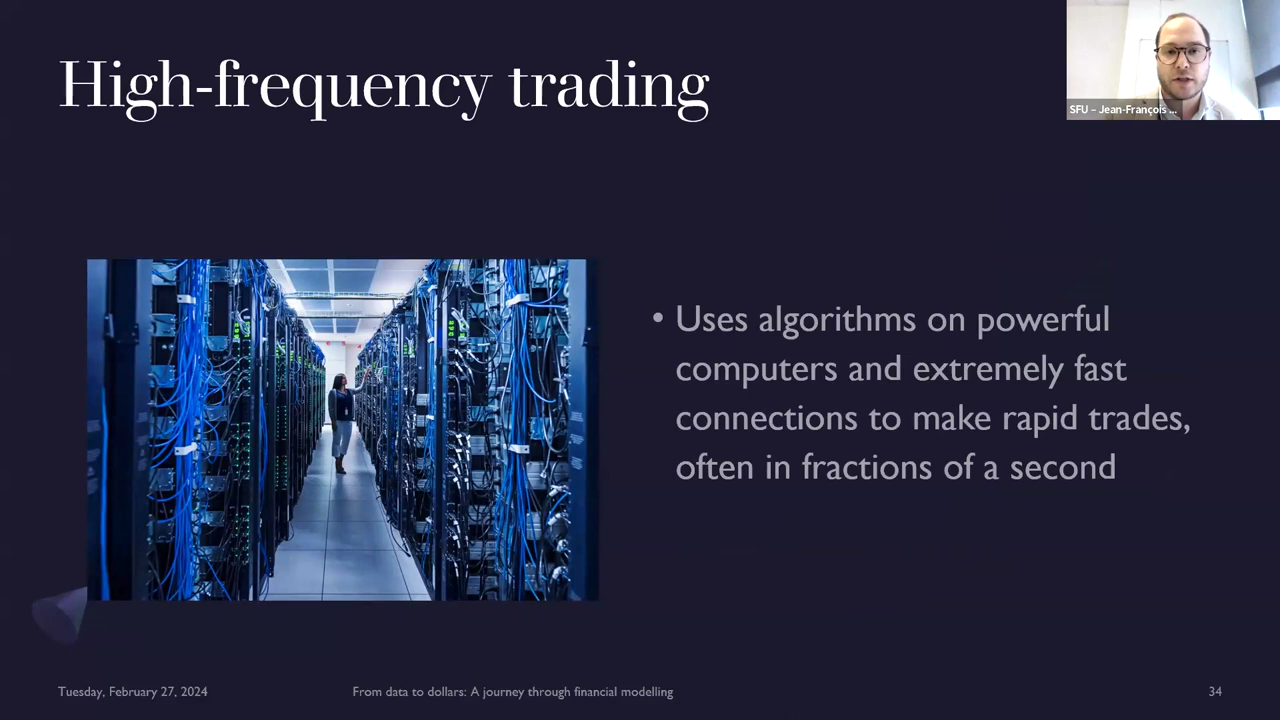 High-frequency trading
SFU – Jean-François ...
• Uses algorithms on powerful
computers and extremely fast
connections to make rapid trades,
often in fractions of a second
Tuesday, February 27, 2024
From data to dollars: A journey through financial modelling
34